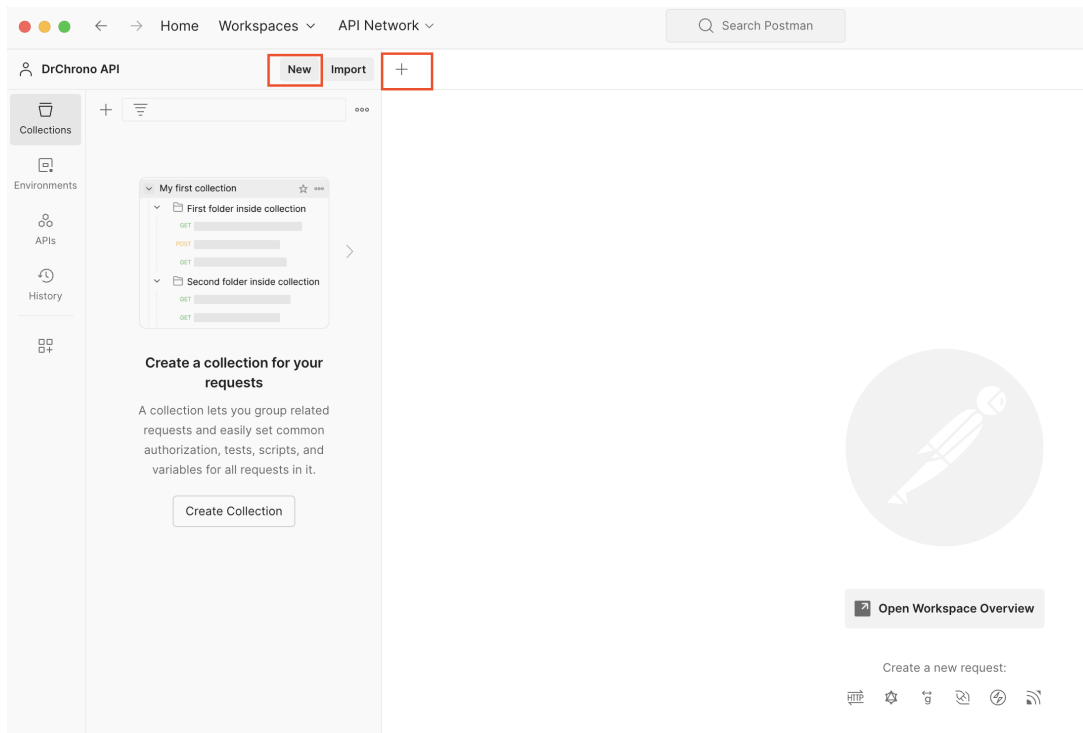 Home Workspaces API Network Search Postman
DrChrono API New Import
Collections
Environments
APIs
History
My first collection
First folder inside collection
GET
POST
GET
Second folder inside collection
GET
GET
Create a collection for your
requests
A collection lets you group related
requests and easily set common
authorization, tests, scripts, and
variables for all requests in it.
Create Collection
Open Workspace Overview
Create a new request:
HTTP
g